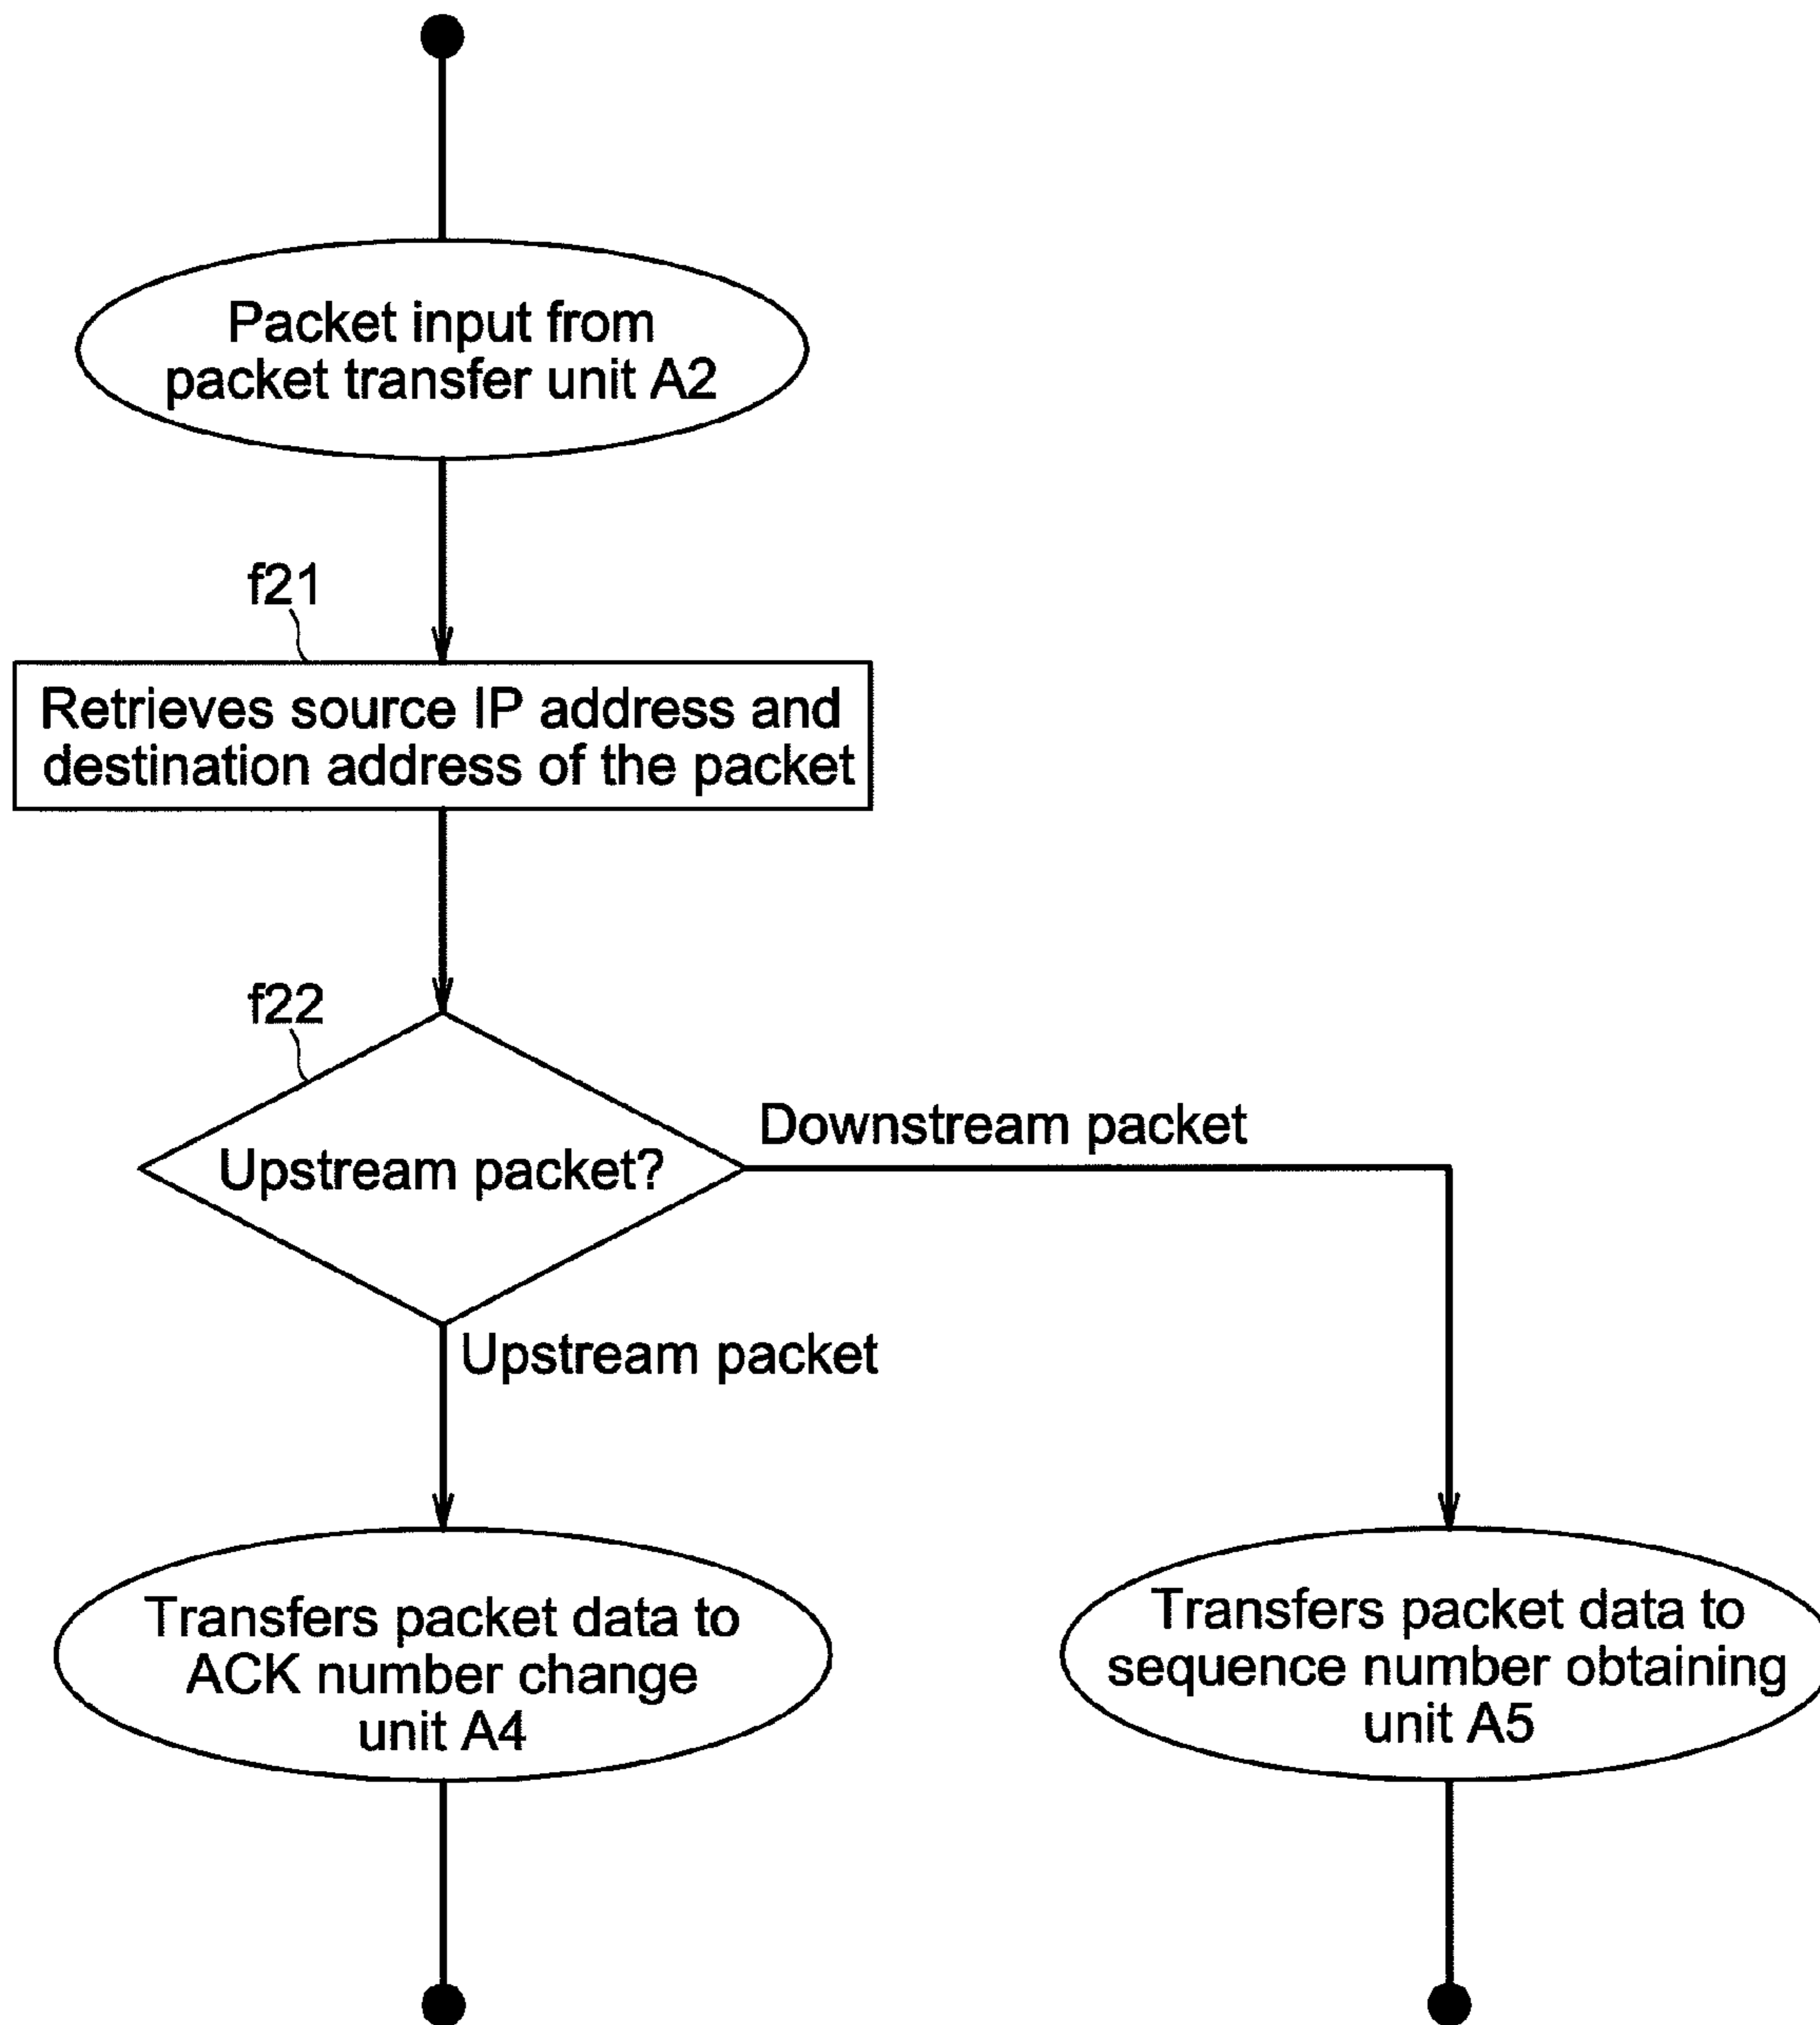 Packet input from
packet transfer unit A2
f21
Retrieves source IP address and
destination address of the packet
f22
Upstream packet?
Downstream packet
Upstream packet
Transfers packet data to
ACK number change
unit A4
Transfers packet data to
sequence number obtaining
unit A5